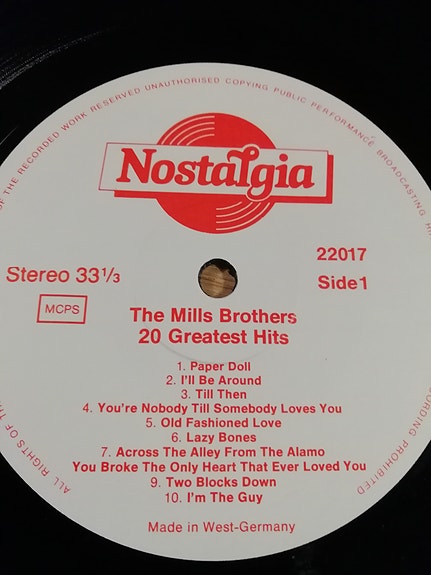 OF THE RECORDED WORK RESERVED UNAUTHORISED COPYING PUBLIC PERFORMANCE BROADCASTING
Nostalgia
22017
Stereo 33 1/3
Side 1
MCPS
The Mills Brothers
20 Greatest Hits
1. Paper Doll
2. I'll Be Around
3. Till Then
4. You're Nobody Till Somebody Loves You
5. Old Fashioned Love
6. Lazy Bones
7. Across The Alley From The Alamo
You Broke The Only Heart That Ever Loved You
9. Two Blocks Down
10. I'm The Guy
Made in West-Germany
ALL RIGHTS OF
PROHIBITED